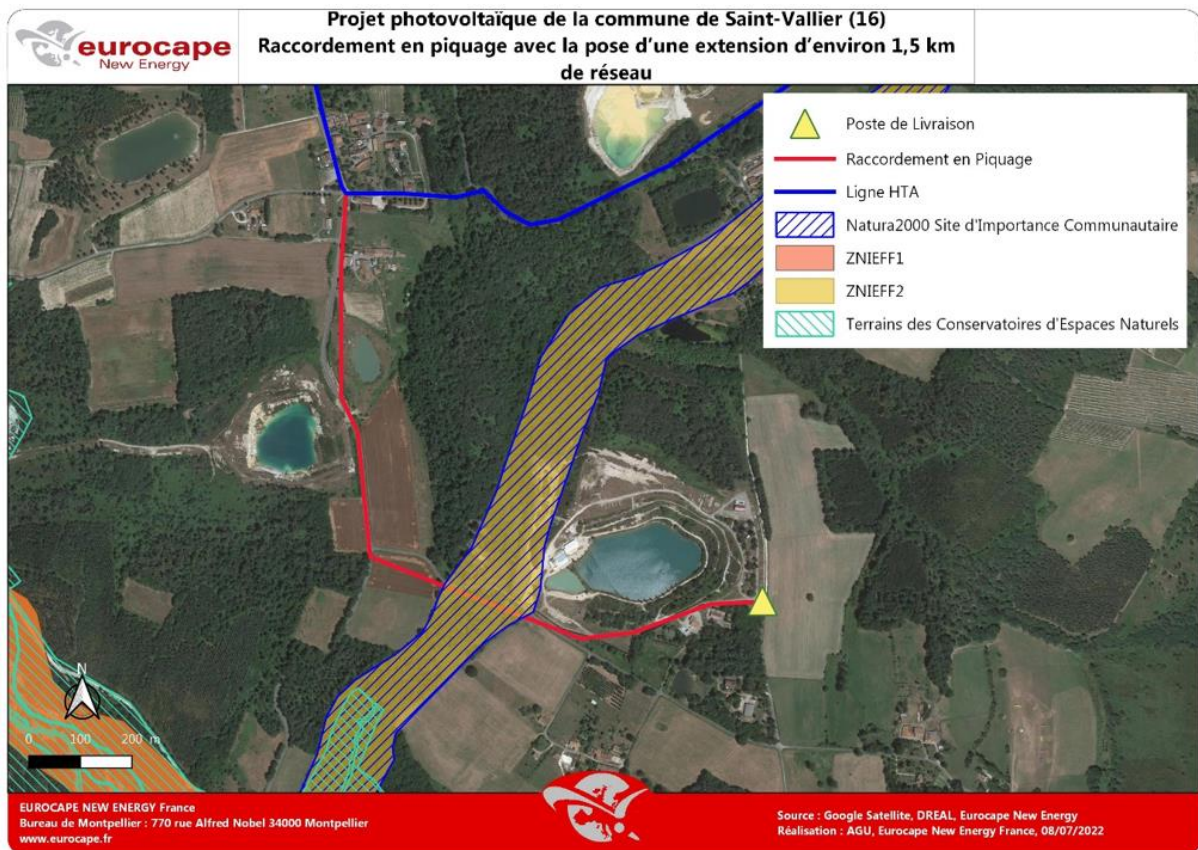 eurocape
New Energy
Projet photovoltaïque de la commune de Saint-Vallier (16)
Raccordement en piquage avec la pose d'une extension d'environ 1,5 km
de réseau
Poste de Livraison
Raccordement en Piquage
Ligne HTA
Natura2000 Site d'Importance Communautaire
ZNIEFF1
ZNIEFF2
Terrains des Conservatoires d'Espaces Naturels
N
0 100 200 m
EUROCAPE NEW ENERGY France
Bureau de Montpellier : 770 rue Alfred Nobel 34000 Montpellier
www.eurocape.fr
Source : Google Satellite, DREAL, Eurocape New Energy
Réalisation : AGU, Eurocape New Energy France, 08/07/2022